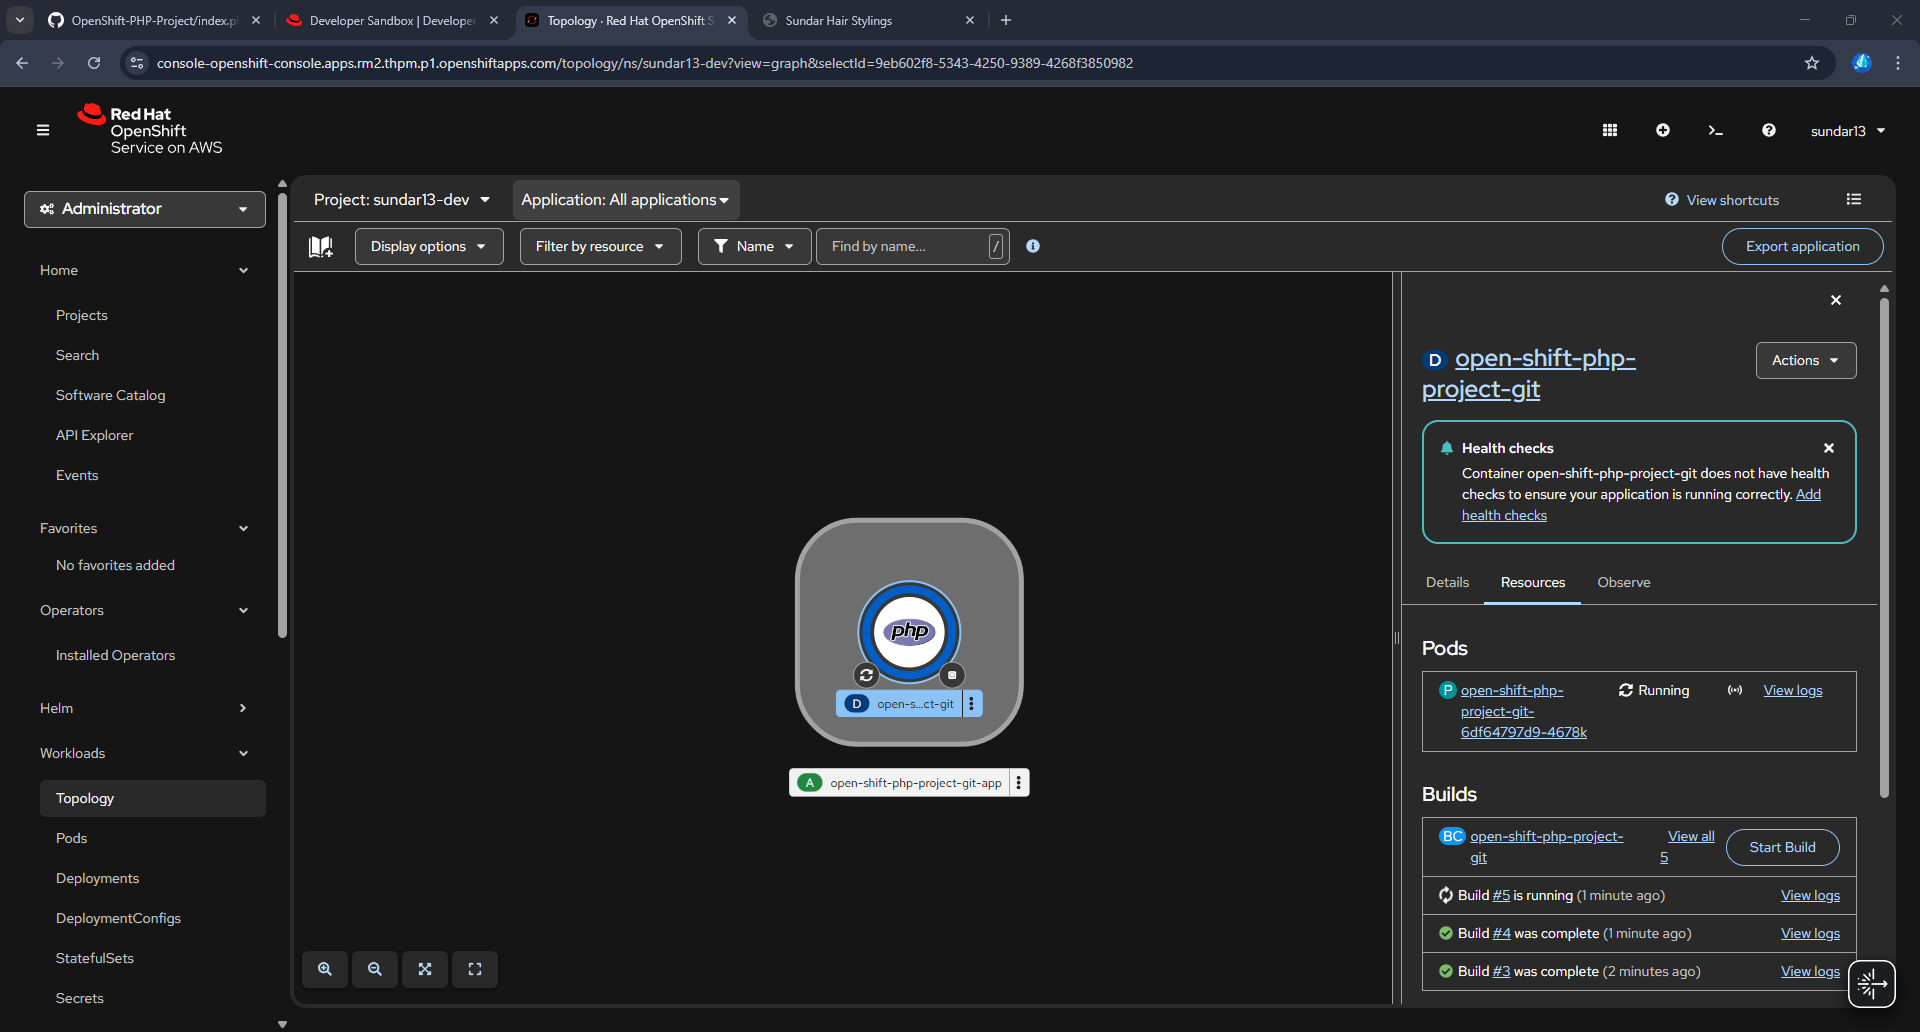 OpenShift-PHP-Project/index.p
Developer Sandbox | Developer
Topology · Red Hat OpenShift S
Sundar Hair Stylings
console-openshift-console.apps.rm2.thpm.p1.openshiftapps.com/topology/ns/sundar13-dev?view=graph&selectId=9eb602f8-5343-4250-9389-4268f3850982
Red Hat
OpenShift
Service on AWS
sundar13
Administrator
Home
Projects
Search
Software Catalog
API Explorer
Events
Favorites
No favorites added
Operators
Installed Operators
Helm
Workloads
Topology
Pods
Deployments
DeploymentConfigs
StatefulSets
Secrets
Project: sundar13-dev
Application: All applications
View shortcuts
Display options
Filter by resource
Name
Find by name...
/
Export application
php
D open-s...ct-git
A open-shift-php-project-git-app
D open-shift-php-
project-git
Actions
Health checks
Container open-shift-php-project-git does not have health
checks to ensure your application is running correctly. Add
health checks
Details
Resources
Observe
Pods
P open-shift-php-
project-git-
6df64797d9-4678k
Running
View logs
Builds
BC open-shift-php-project-
git
View all
5
Start Build
Build #5 is running (1 minute ago)
View logs
Build #4 was complete (1 minute ago)
View logs
Build #3 was complete (2 minutes ago)
View logs